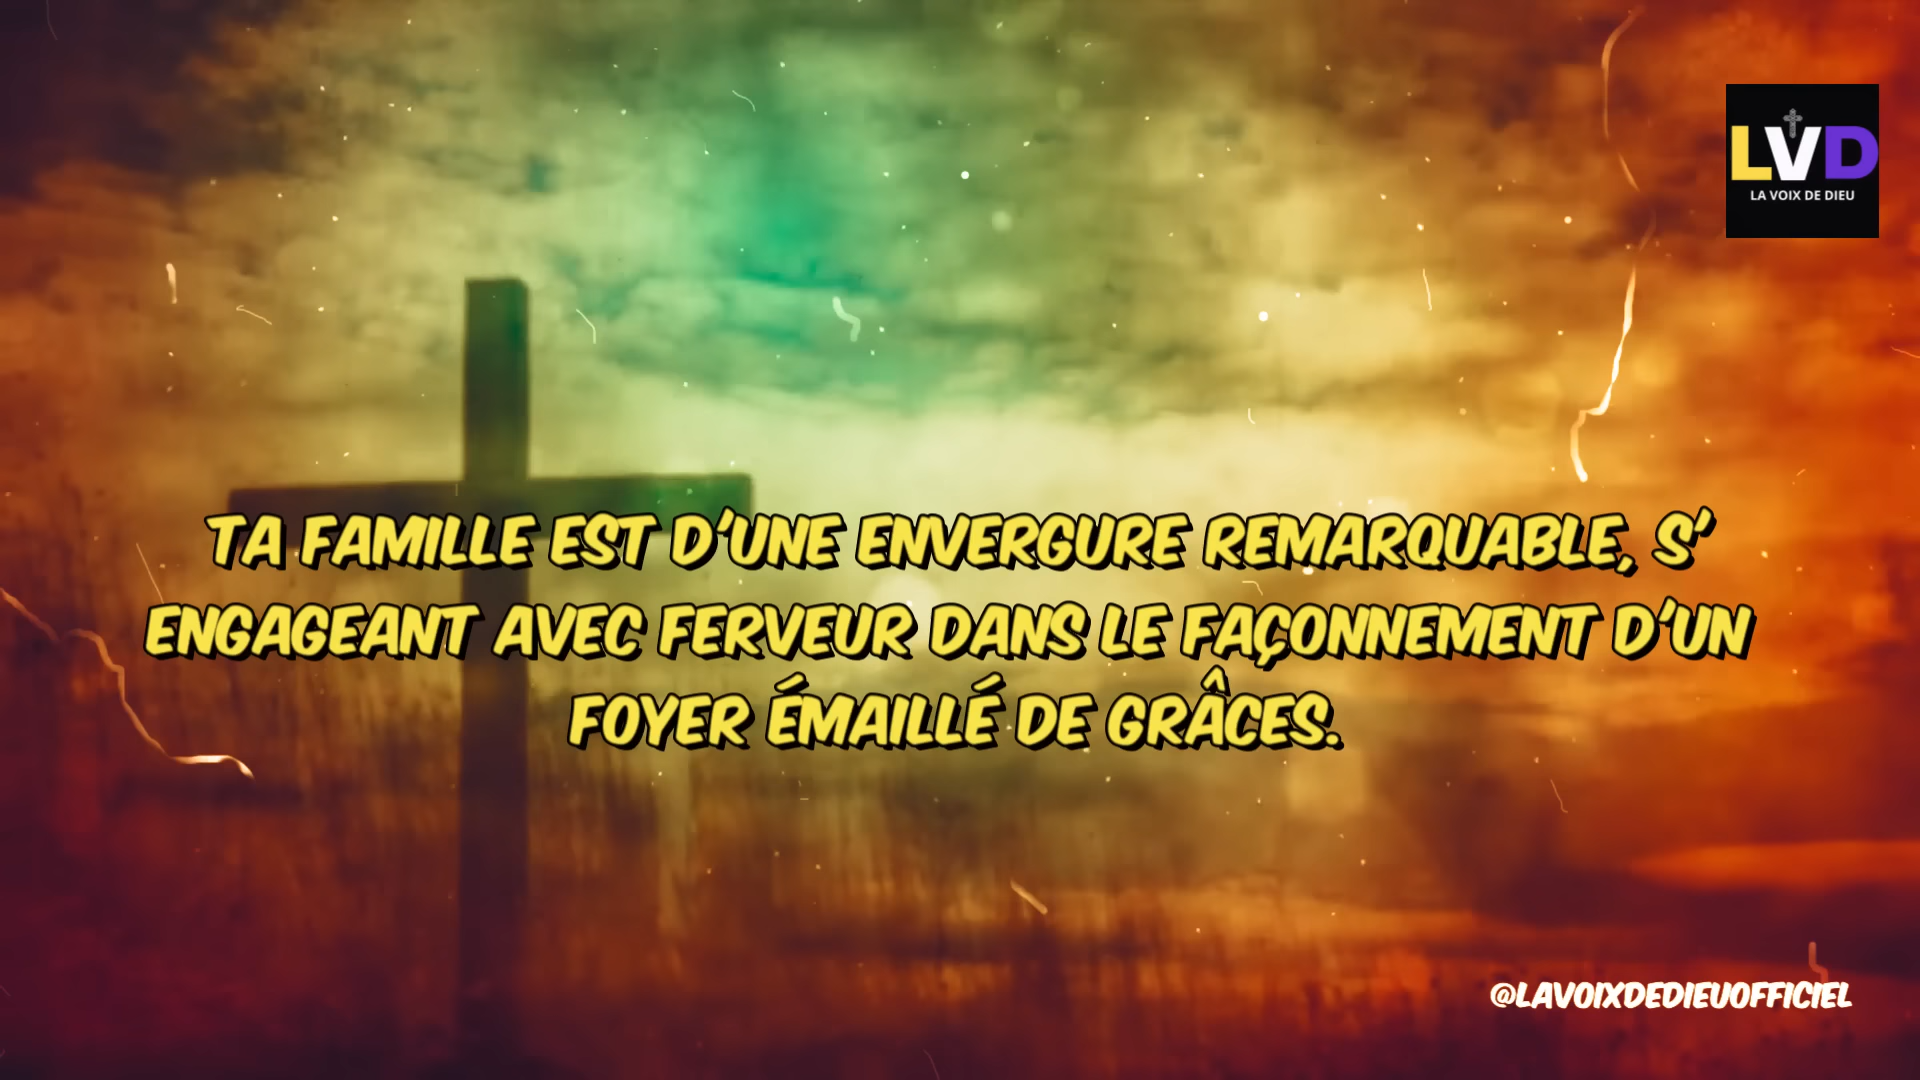 LVD
LA VOIX DE DIEU
TA FAMILLE EST D'UNE ENVERGURE REMARQUABLE, S'
ENGAGEANT AVEC FERVEUR DANS LE FAÇONNEMENT D'UN
FOYER ÉMAILLÉ DE GRÂCES.
@LAVOIXDEDIEUOFFICIEL